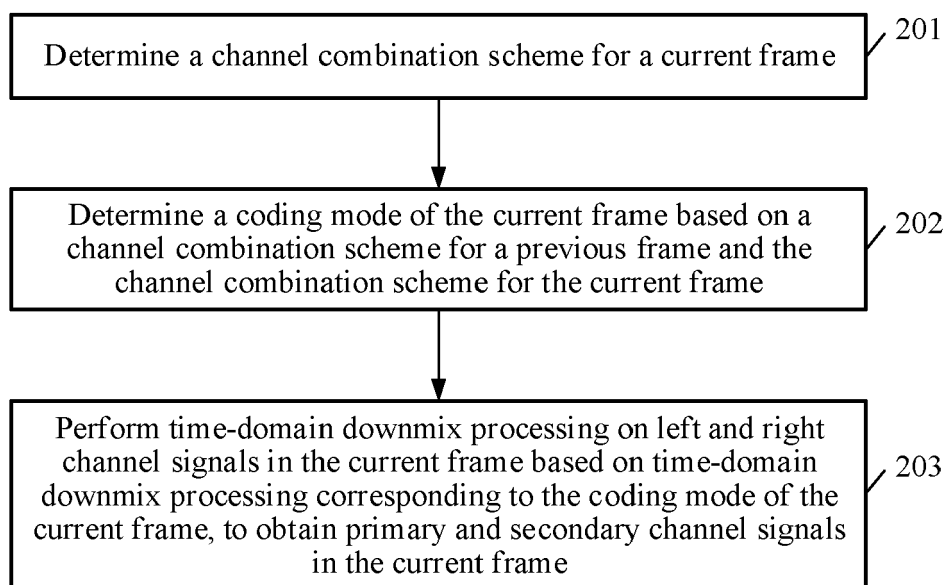 Determine a channel combination scheme for a current frame
201
Determine a coding mode of the current frame based on a
channel combination scheme for a previous frame and the
channel combination scheme for the current frame
202
Perform time-domain downmix processing on left and right
channel signals in the current frame based on time-domain
downmix processing corresponding to the coding mode of the
current frame, to obtain primary and secondary channel signals
in the current frame
203